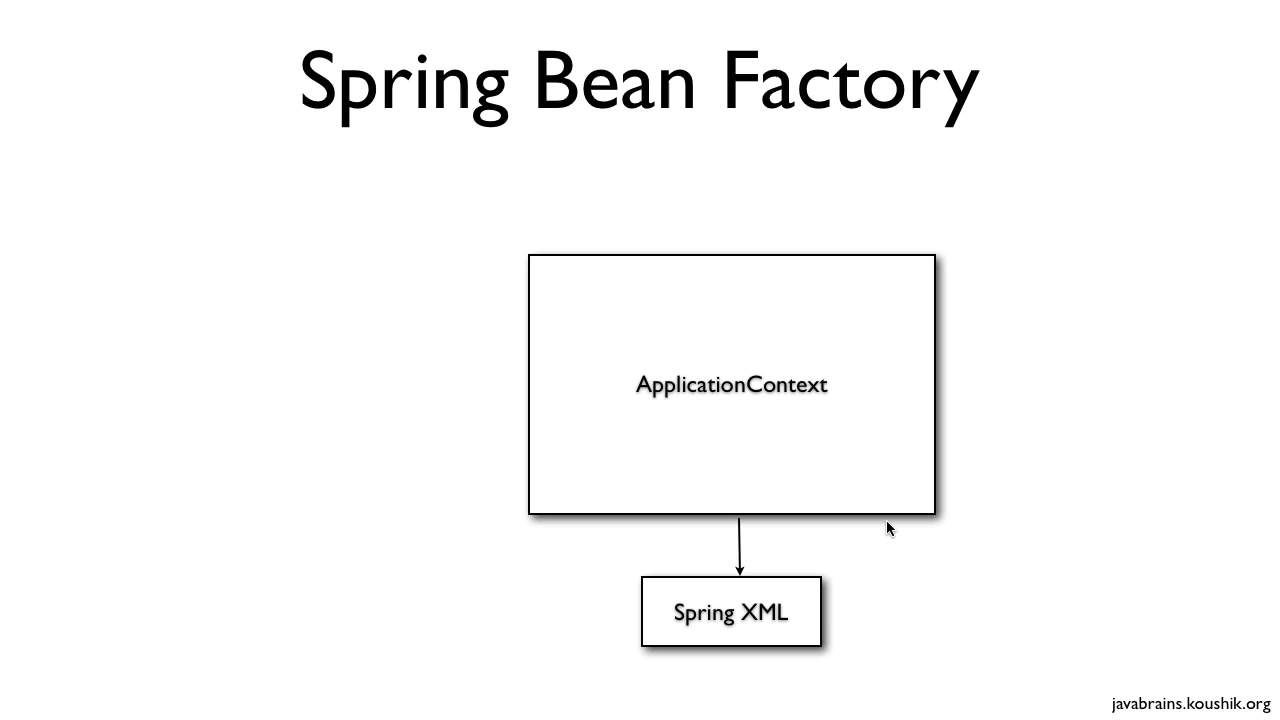 Spring Bean Factory
ApplicationContext
Spring XML
javabrains.koushik.org